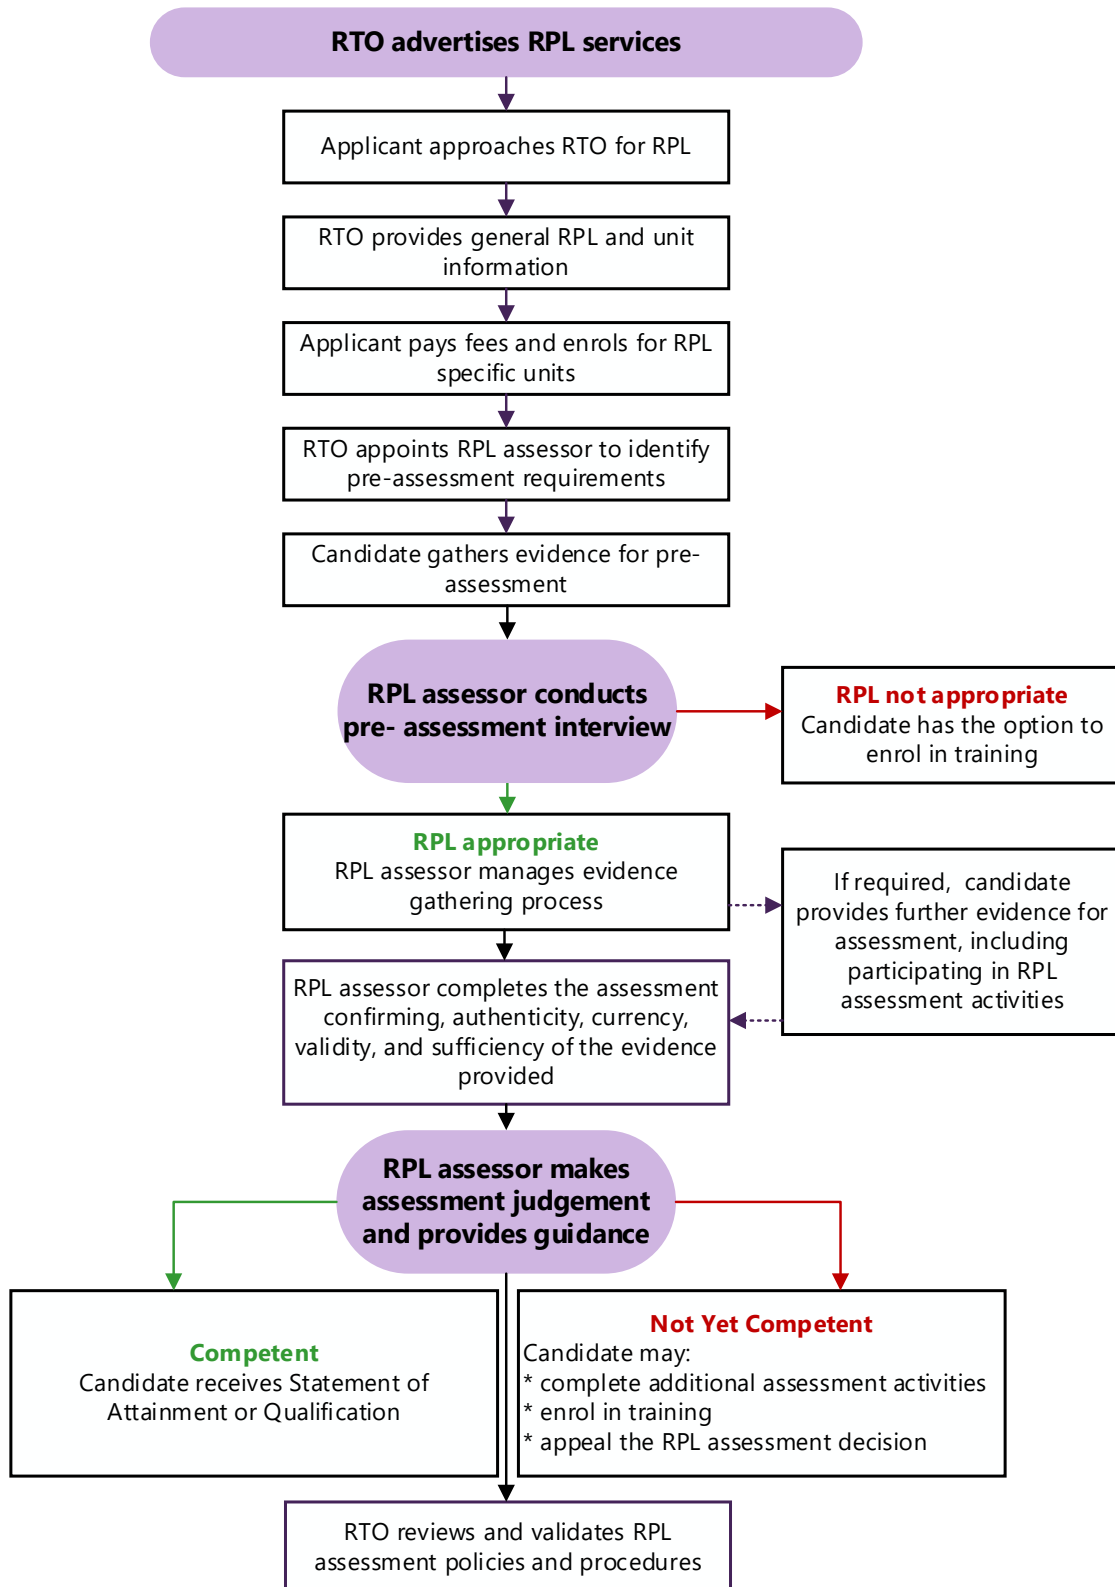 RTO advertises RPL services
Applicant approaches RTO for RPL
RTO provides general RPL and unit
information
Applicant pays fees and enrols for RPL
specific units
RTO appoints RPL assessor to identify
pre-assessment requirements
Candidate gathers evidence for pre-
assessment
RPL assessor conducts
pre- assessment interview
RPL not appropriate
Candidate has the option to
enrol in training
RPL appropriate
RPL assessor manages evidence
gathering process
If required,  candidate
provides further evidence for
assessment, including
participating in RPL
assessment activities
RPL assessor completes the assessment
confirming, authenticity, currency,
validity, and sufficiency of the evidence
provided
RPL assessor makes
assessment judgement
and provides guidance
Competent
Candidate receives Statement of
Attainment or Qualification
Not Yet Competent
Candidate may:
* complete additional assessment activities
* enrol in training
* appeal the RPL assessment decision
RTO reviews and validates RPL
assessment policies and procedures